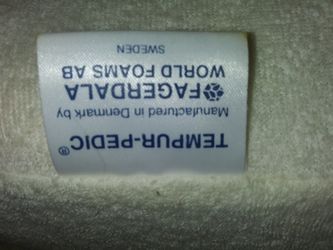 TEMPUR-PEDIC®
Manufactured in Denmark by
FAGERDALA
WORLD FOAMS AB
SWEDEN